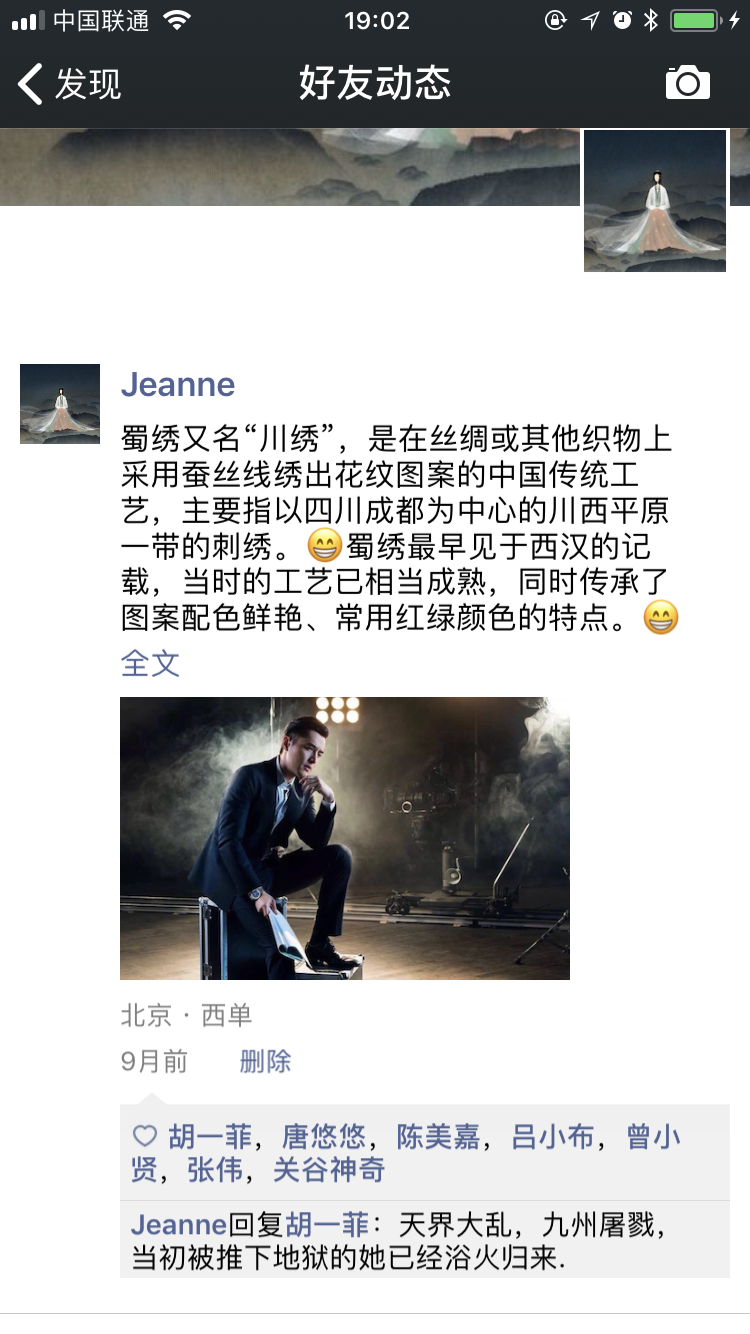 中国联通 19:02
发现 好友动态
Jeanne
蜀绣又名“川绣”，是在丝绸或其他织物上
采用蚕丝线绣出花纹图案的中国传统工
艺，主要指以四川成都为中心的川西平原
一带的刺绣。😁蜀绣最早见于西汉的记
载，当时的工艺已相当成熟，同时传承了
图案配色鲜艳、常用红绿颜色的特点。😁
全文
北京 · 西单
9月前 删除
胡一菲，唐悠悠，陈美嘉，吕小布，曾小
贤，张伟，关谷神奇
Jeanne回复胡一菲：天界大乱，九州屠戮，
当初被推下地狱的她已经浴火归来.